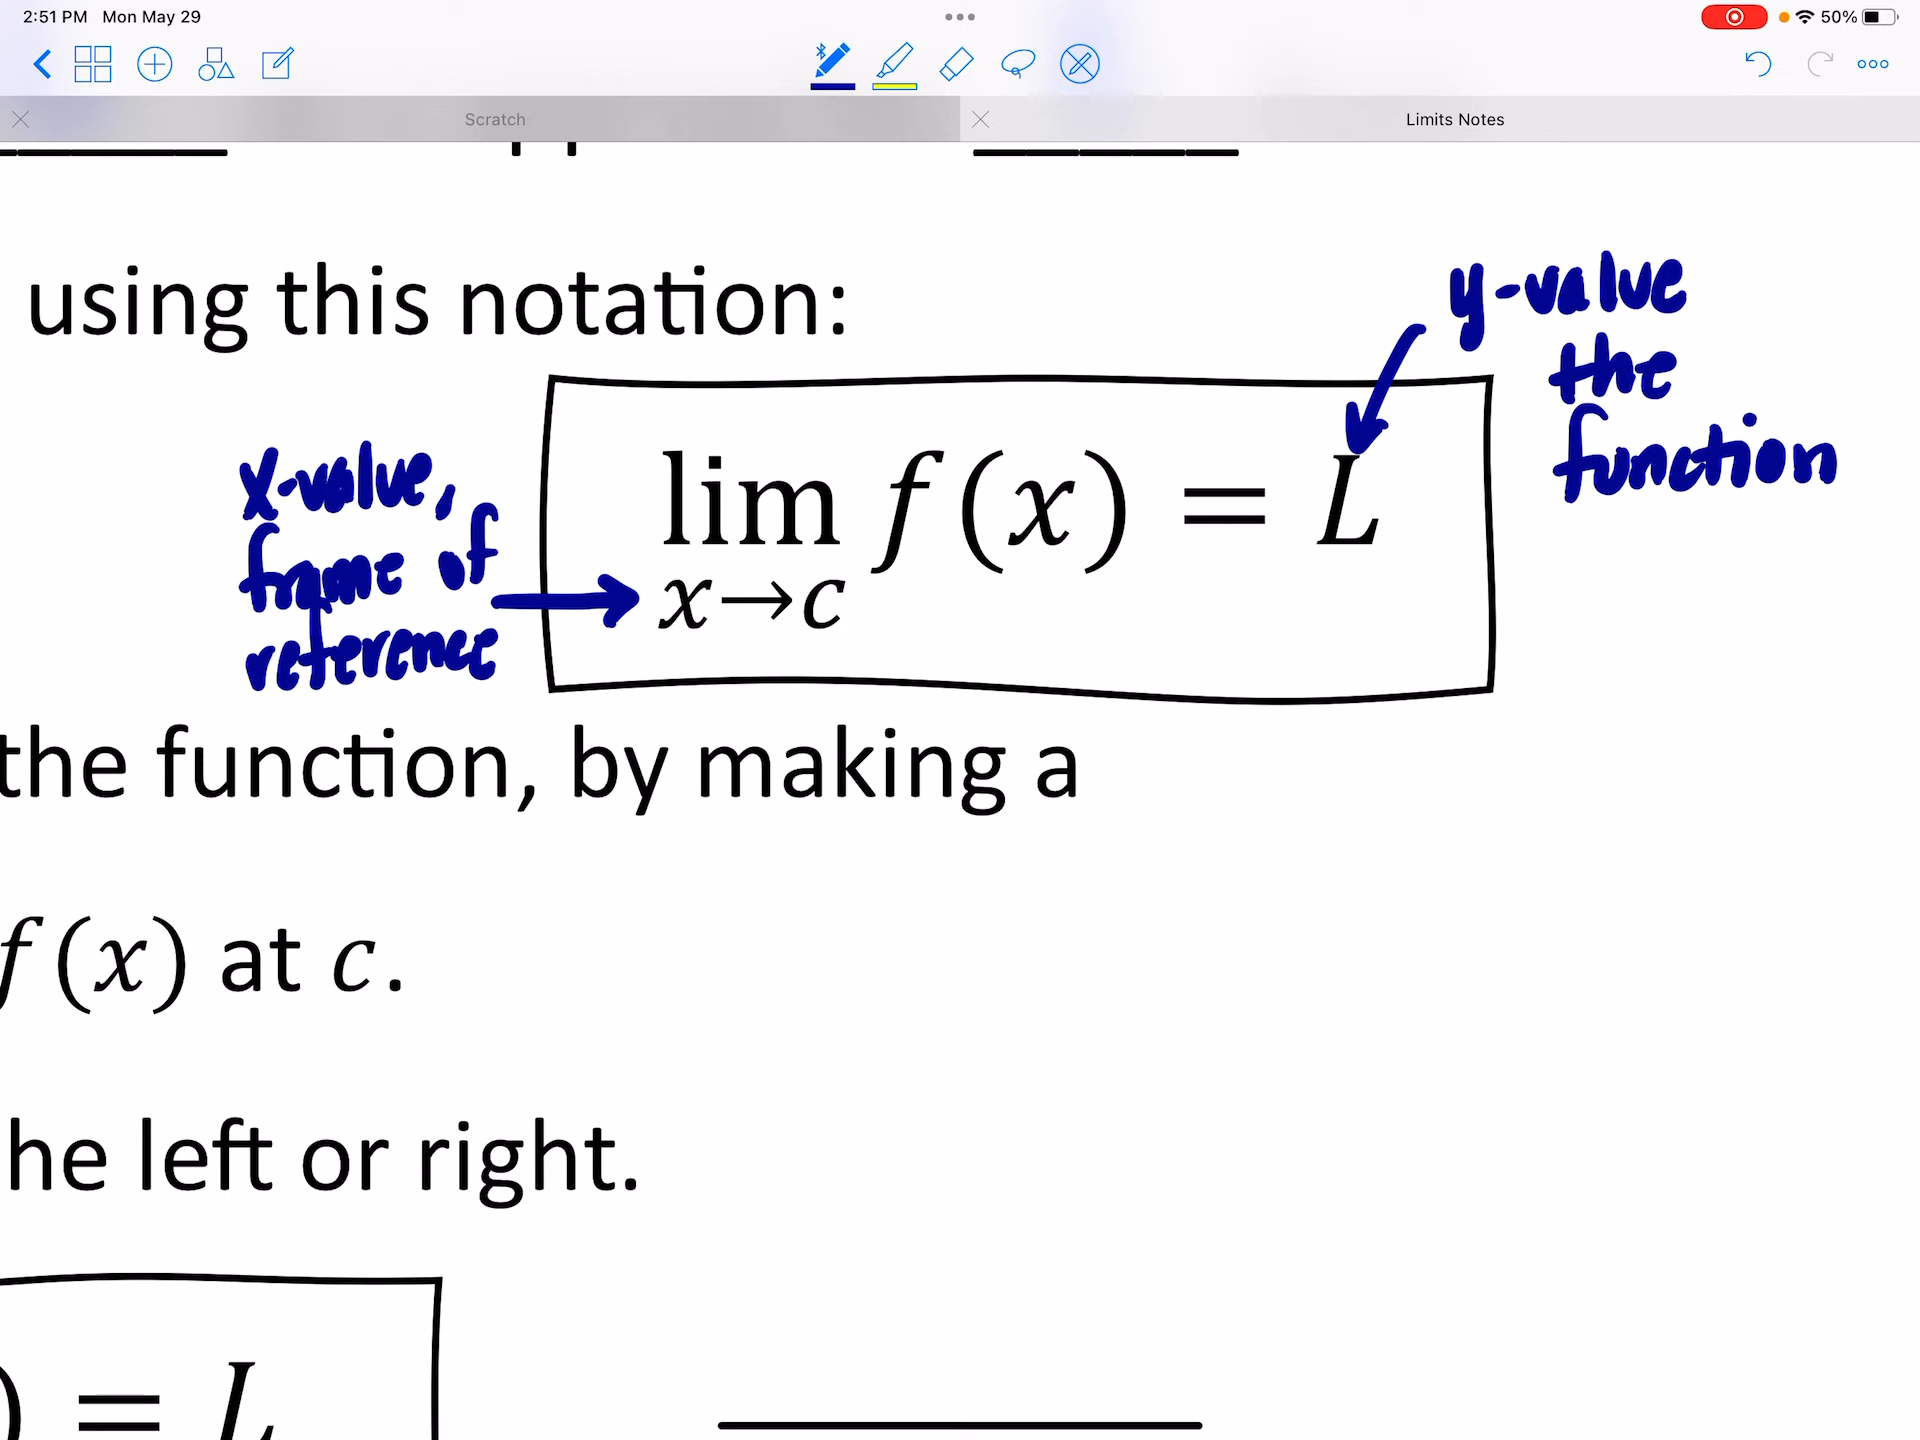 2:51 PM Mon May 29
50%
Scratch
Limits Notes
using this notation:
y-value
the
function
x-value,
frame of
reference
lim f(x) = L
x→c
the function, by making a
f(x) at c.
he left or right.
) = L